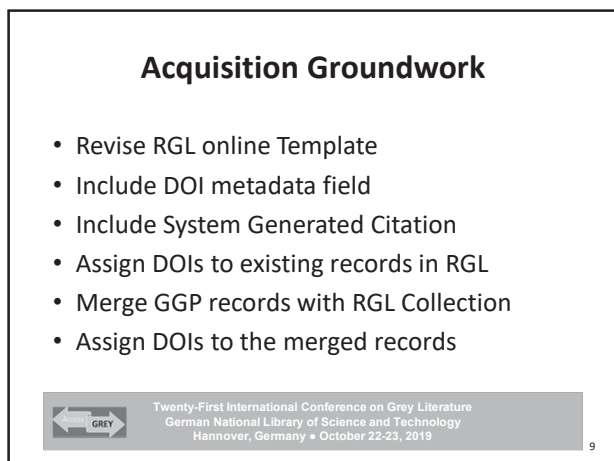 Acquisition Groundwork
• Revise RGL online Template
• Include DOI metadata field
• Include System Generated Citation
• Assign DOIs to existing records in RGL
• Merge GGP records with RGL Collection
• Assign DOIs to the merged records
Access GREY
Twenty-First International Conference on Grey Literature
German National Library of Science and Technology
Hannover, Germany ● October 22-23, 2019
9